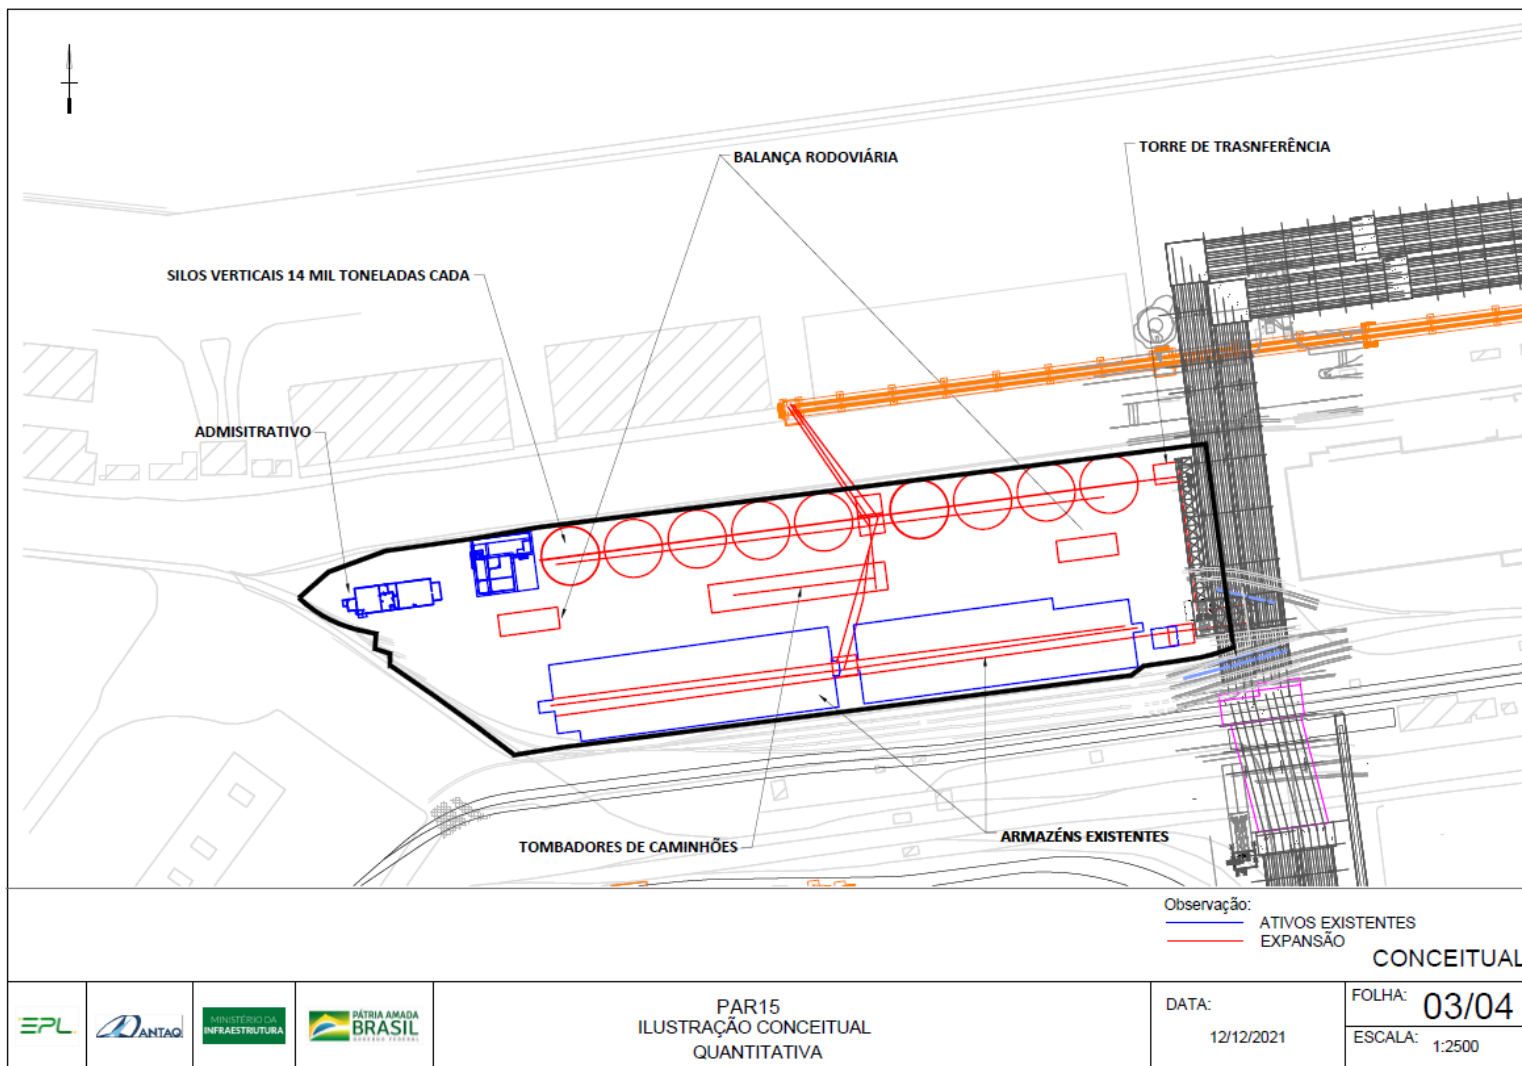 BALANÇA RODOVIÁRIA
TORRE DE TRASNFERÊNCIA
SILOS VERTICAIS 14 MIL TONELADAS CADA
ADMISITRATIVO
TOMBADORES DE CAMINHÕES
ARMAZÉNS EXISTENTES
Observação:
ATIVOS EXISTENTES
EXPANSÃO
CONCEITUAL
EPL
ANTAQ
MINISTÉRIO DA
INFRAESTRUTURA
PÁTRIA AMADA
BRASIL
GOVERNO FEDERAL
PAR15
ILUSTRAÇÃO CONCEITUAL
QUANTITATIVA
DATA:
12/12/2021
FOLHA: 03/04
ESCALA: 1:2500